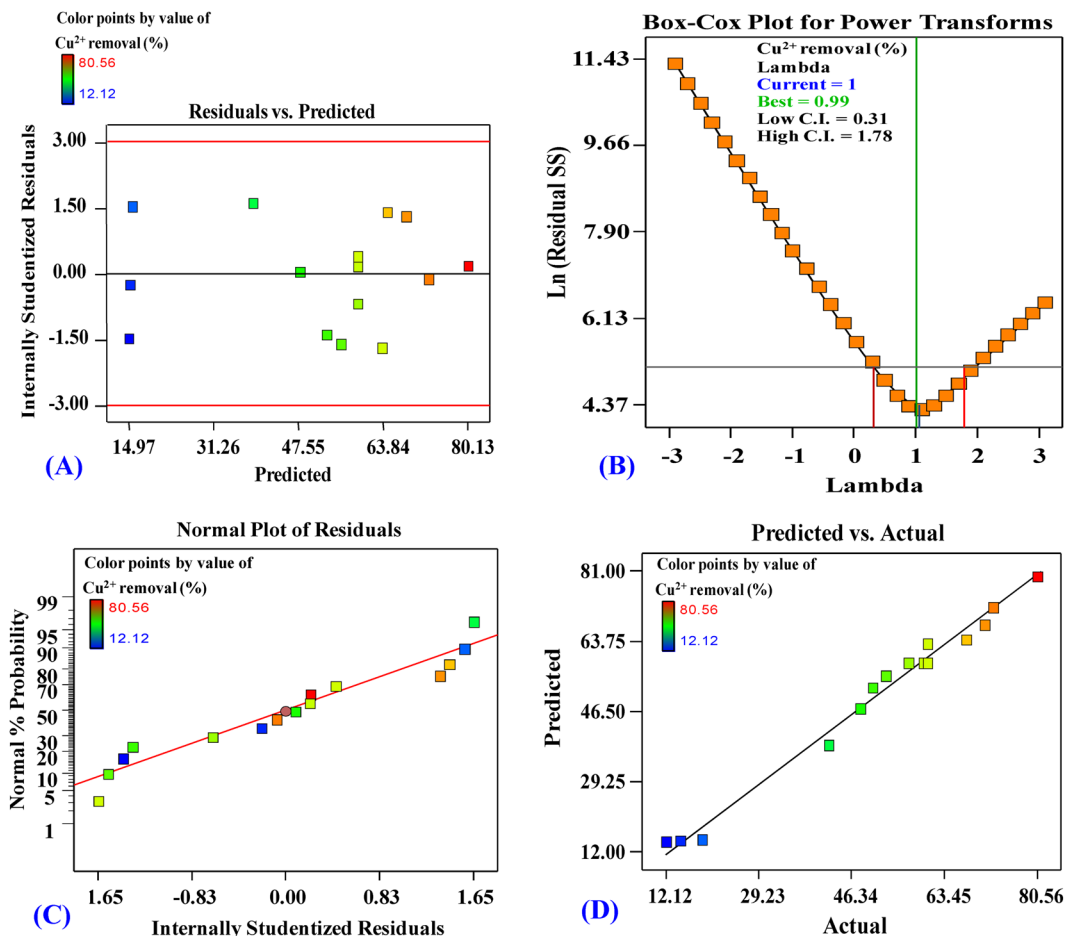 Color points by value of
Cu²⁺ removal (%)
80.56
12.12
Residuals vs. Predicted
Internally Studentized Residuals
3.00
1.50
0.00
-1.50
-3.00
14.97 31.26 47.55 63.84 80.13
Predicted
(A)
Box-Cox Plot for Power Transforms
Cu²⁺ removal (%)
Lambda
Current = 1
Best = 0.99
Low C.I. = 0.31
High C.I. = 1.78
Ln (Residual SS)
11.43
9.66
7.90
6.13
4.37
-3 -2 -1 0 1 2 3
Lambda
(B)
Normal Plot of Residuals
Color points by value of
Cu²⁺ removal (%)
80.56
12.12
Normal % Probability
99
95
90
80
70
50
30
20
10
5
1
1.65 -0.83 0.00 0.83 1.65
Internally Studentized Residuals
(C)
Predicted vs. Actual
Color points by value of
Cu²⁺ removal (%)
80.56
12.12
Predicted
81.00
63.75
46.50
29.25
12.00
12.12 29.23 46.34 63.45 80.56
Actual
(D)